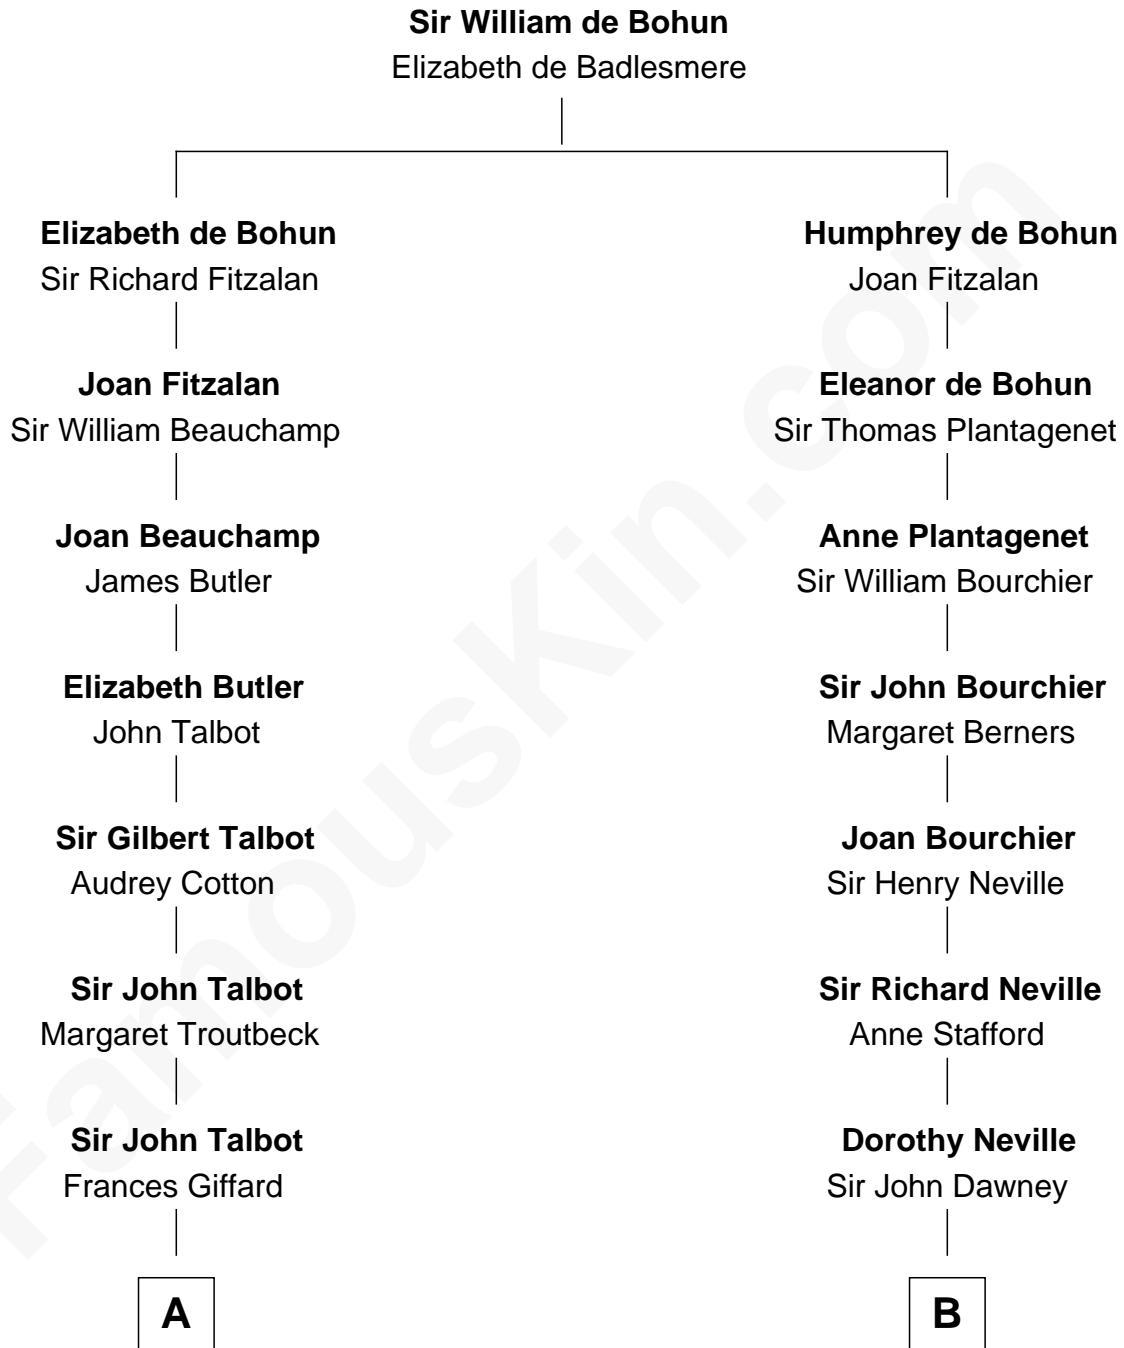 Sir William de Bohun
Elizabeth de Badlesmere
Elizabeth de Bohun
Sir Richard Fitzalan
Humphrey de Bohun
Joan Fitzalan
Joan Fitzalan
Sir William Beauchamp
Eleanor de Bohun
Sir Thomas Plantagenet
Joan Beauchamp
James Butler
Anne Plantagenet
Sir William Bourchier
Elizabeth Butler
John Talbot
Sir John Bourchier
Margaret Berners
Sir Gilbert Talbot
Audrey Cotton
Joan Bourchier
Sir Henry Neville
Sir John Talbot
Margaret Troutbeck
Sir Richard Neville
Anne Stafford
Sir John Talbot
Frances Giffard
Dorothy Neville
Sir John Dawney
A
B
FamousKin.com